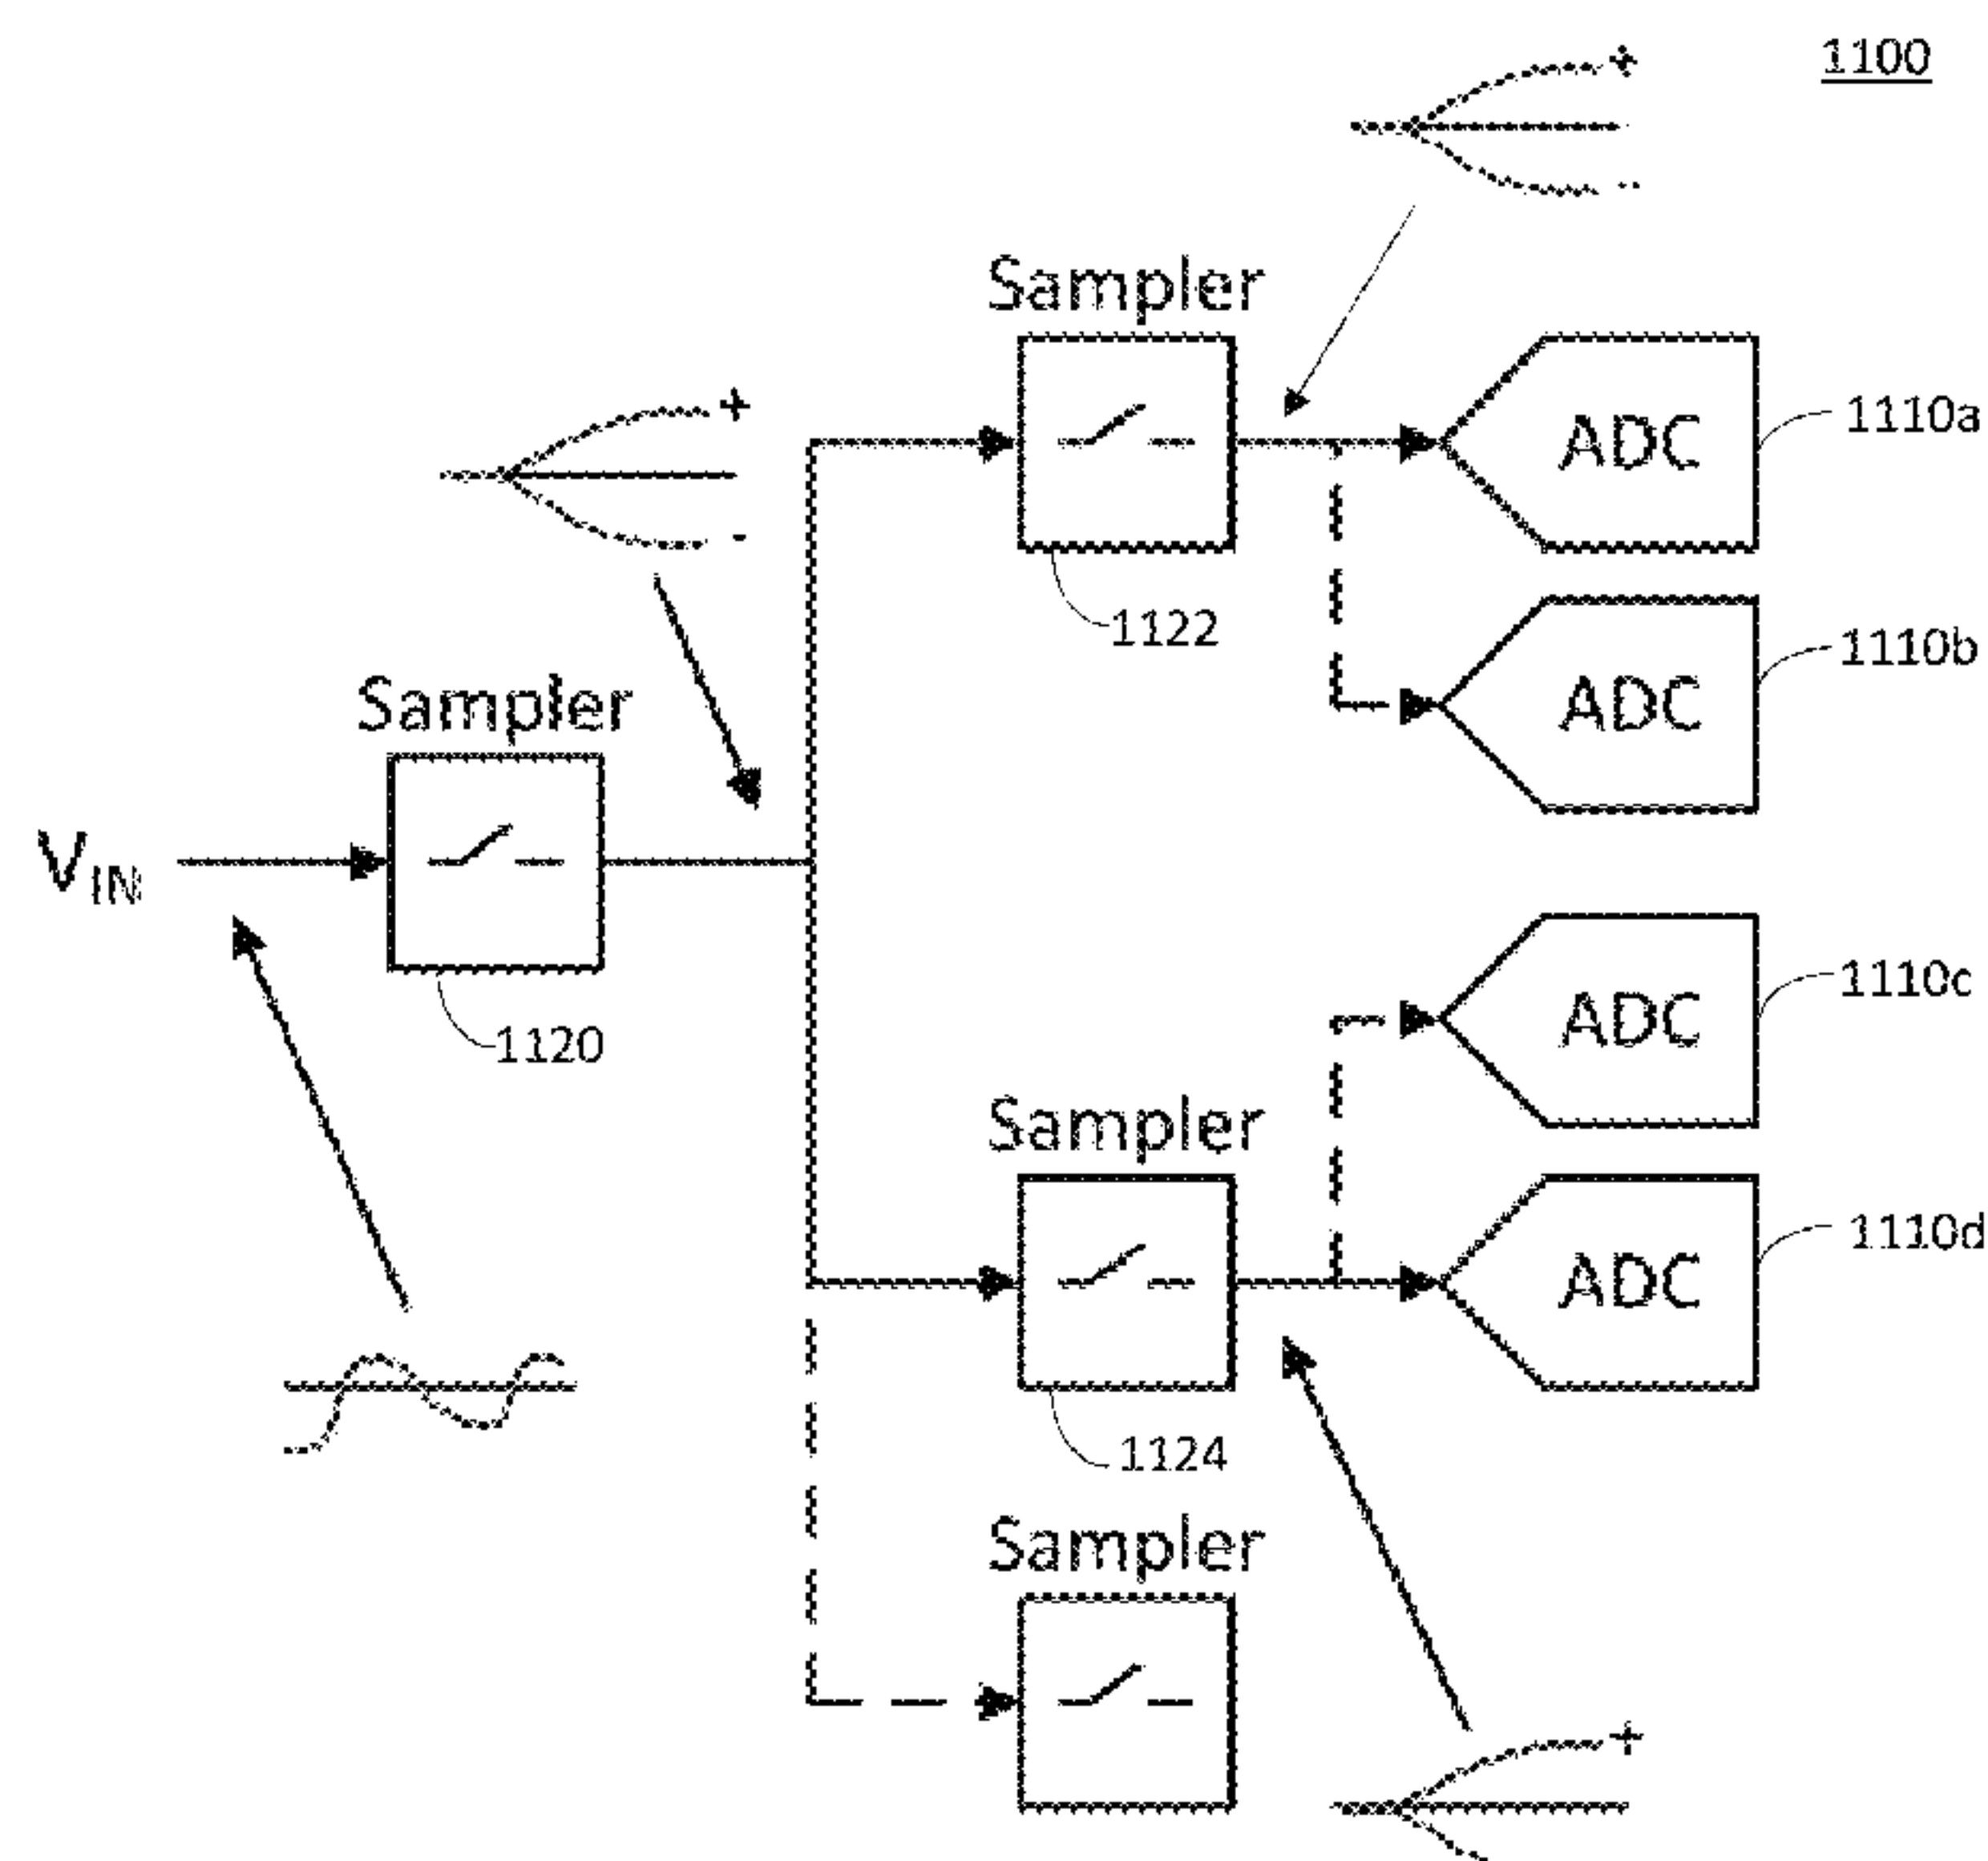 1100
+
-
Sampler
ADC
1110a
+
-
1122
ADC
1110b
Sampler
VIN
1120
ADC
1110c
Sampler
ADC
1110d
1124
Sampler
+